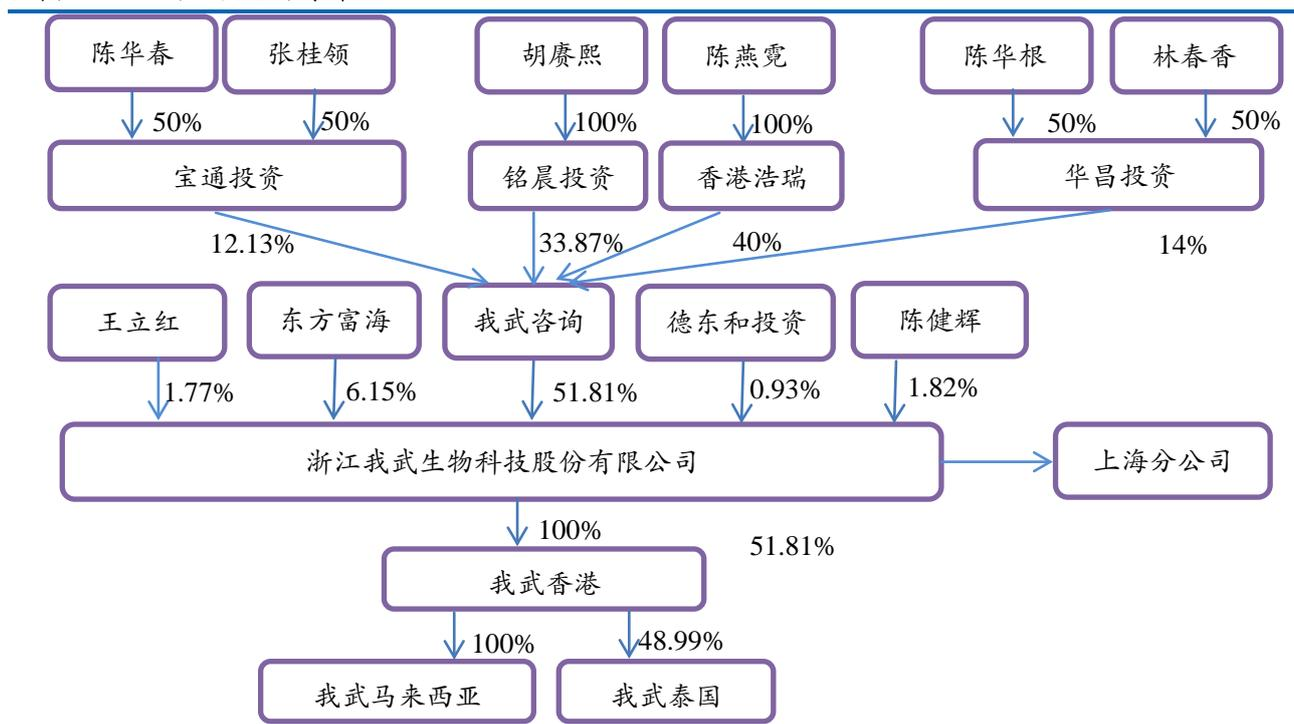 陈华春
张桂领
胡赓熙
陈燕霓
陈华根
林春香
50%
50%
100%
100%
50%
50%
宝通投资
铭晨投资
香港浩瑞
华昌投资
12.13%
33.87%
40%
14%
王立红
东方富海
我武咨询
德东和投资
陈健辉
1.77%
6.15%
51.81%
0.93%
1.82%
浙江我武生物科技股份有限公司
上海分公司
100%
51.81%
我武香港
100%
48.99%
我武马来西亚
我武泰国